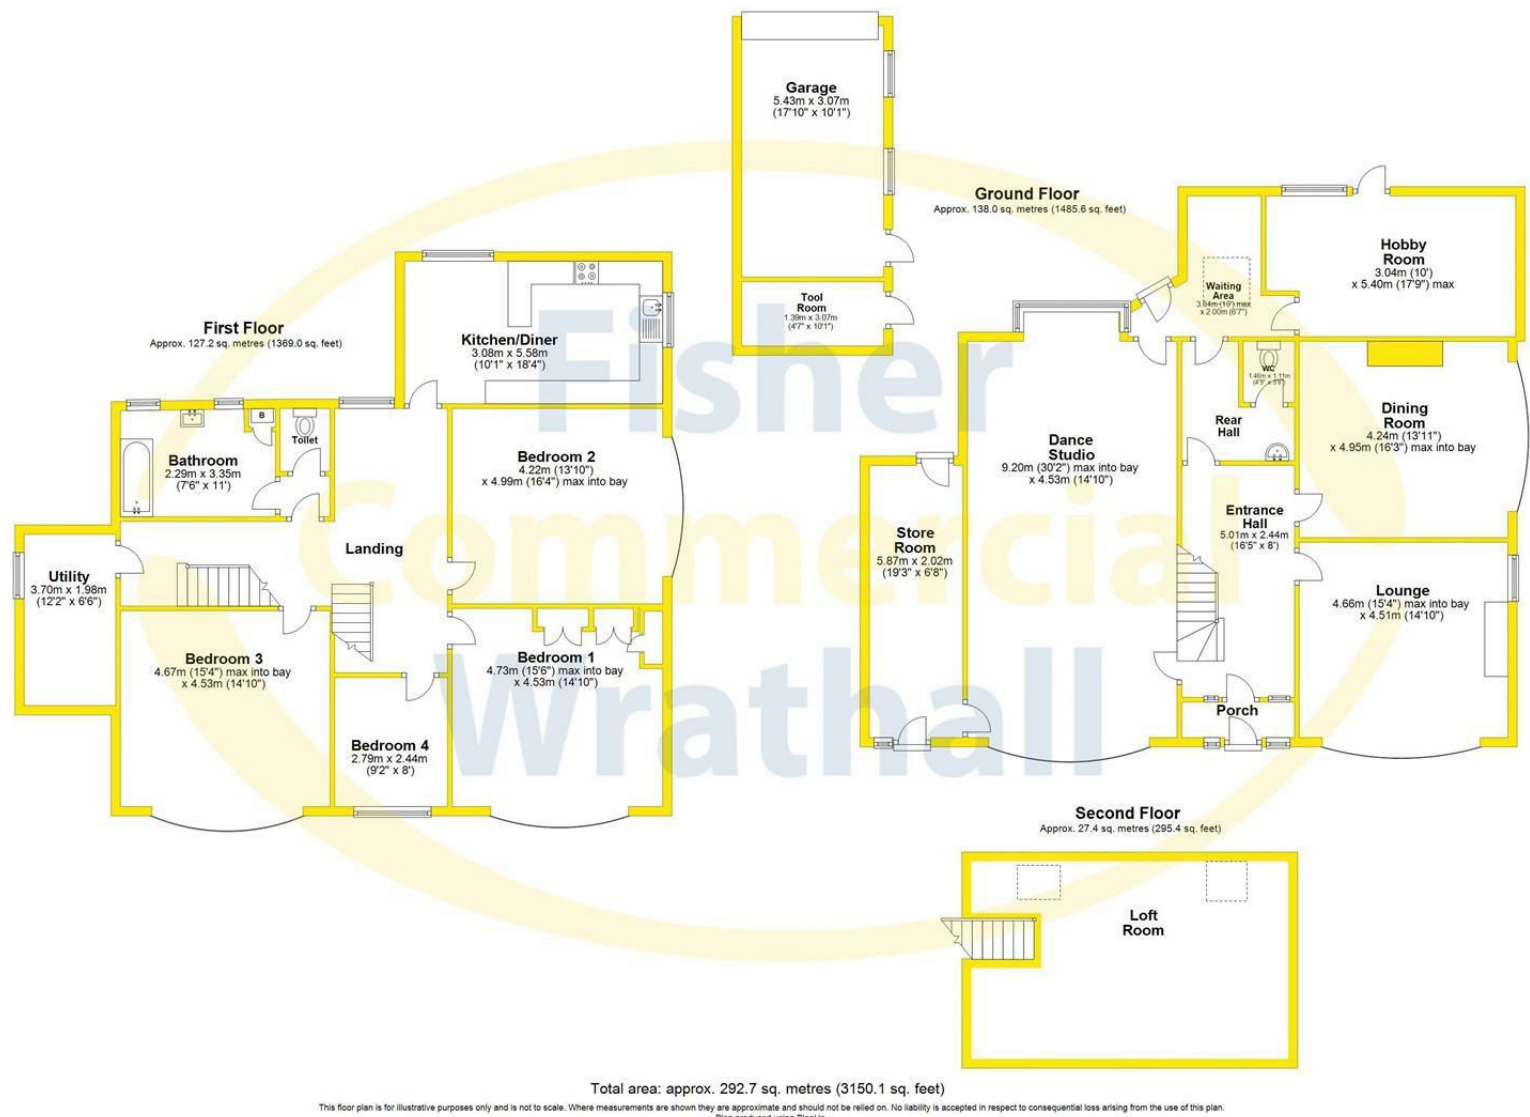 Garage
5.43m x 3.07m
(17'10" x 10'1")
Tool
Room
1.39m x 3.07m
(4'7" x 10'1")
Ground Floor
Approx. 138.0 sq. metres (1485.6 sq. feet)
Hobby
Room
3.04m (10')
x 5.40m (17'9") max
Waiting
Area
3.04m (10') max
x 2.00m (6'7")
WC
1.46m x 1.11m
Rear
Hall
Dining
Room
4.24m (13'11")
x 4.95m (16'3") max into bay
Dance
Studio
9.20m (30'2") max into bay
x 4.53m (14'10")
Store
Room
5.87m x 2.02m
(19'3" x 6'8")
Entrance
Hall
5.01m x 2.44m
(16'5" x 8')
Lounge
4.66m (15'4") max into bay
x 4.51m (14'10")
Porch
First Floor
Approx. 127.2 sq. metres (1369.0 sq. feet)
Kitchen/Diner
3.08m x 5.58m
(10'1" x 18'4")
B
Toilet
Bathroom
2.29m x 3.35m
(7'6" x 11')
Bedroom 2
4.22m (13'10")
x 4.99m (16'4") max into bay
Landing
Utility
3.70m x 1.98m
(12'2" x 6'6")
Bedroom 3
4.67m (15'4") max into bay
x 4.53m (14'10")
Bedroom 1
4.73m (15'6") max into bay
x 4.53m (14'10")
Bedroom 4
2.79m x 2.44m
(9'2" x 8')
Second Floor
Approx. 27.4 sq. metres (295.4 sq. feet)
Loft
Room
Fisher
Commercial
Wrathall
Total area: approx. 292.7 sq. metres (3150.1 sq. feet)
This floor plan is for illustrative purposes only and is not to scale. Where measurements are shown they are approximate and should not be relied on. No liability is accepted in respect to consequential loss arising from the use of this plan.